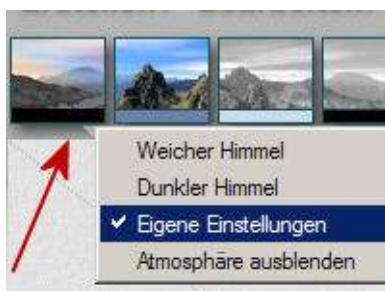 Weicher Himmel
Dunkler Himmel
Eigene Einstellungen
Atmosphäre ausblenden